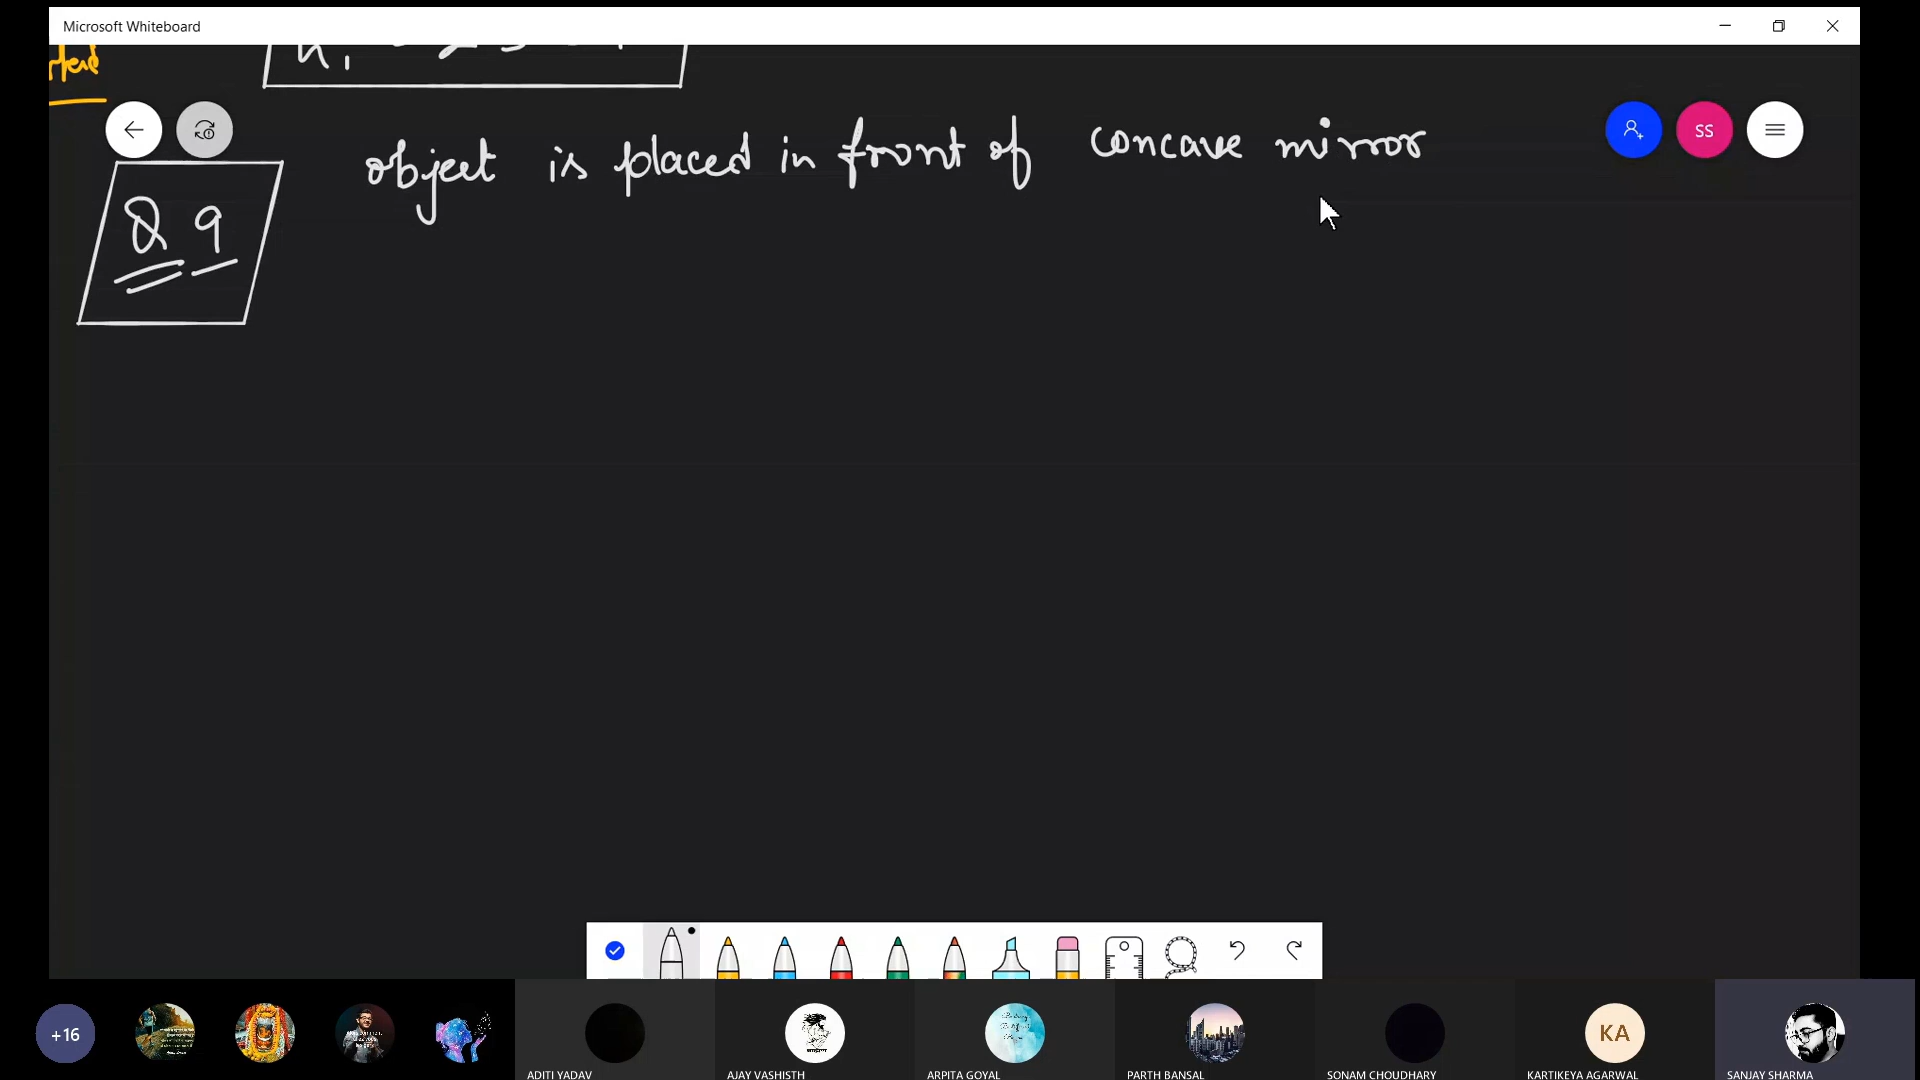 Microsoft Whiteboard
object is placed in front of concave mirror
SS
Q 9
+16
ADITI YADAV
AJAY VASHISTH
ARPITA GOYAL
PARTH BANSAL
SONAM CHOUDHARY
KA
KARTIKEYA AGARWAL
SANJAY SHARMA